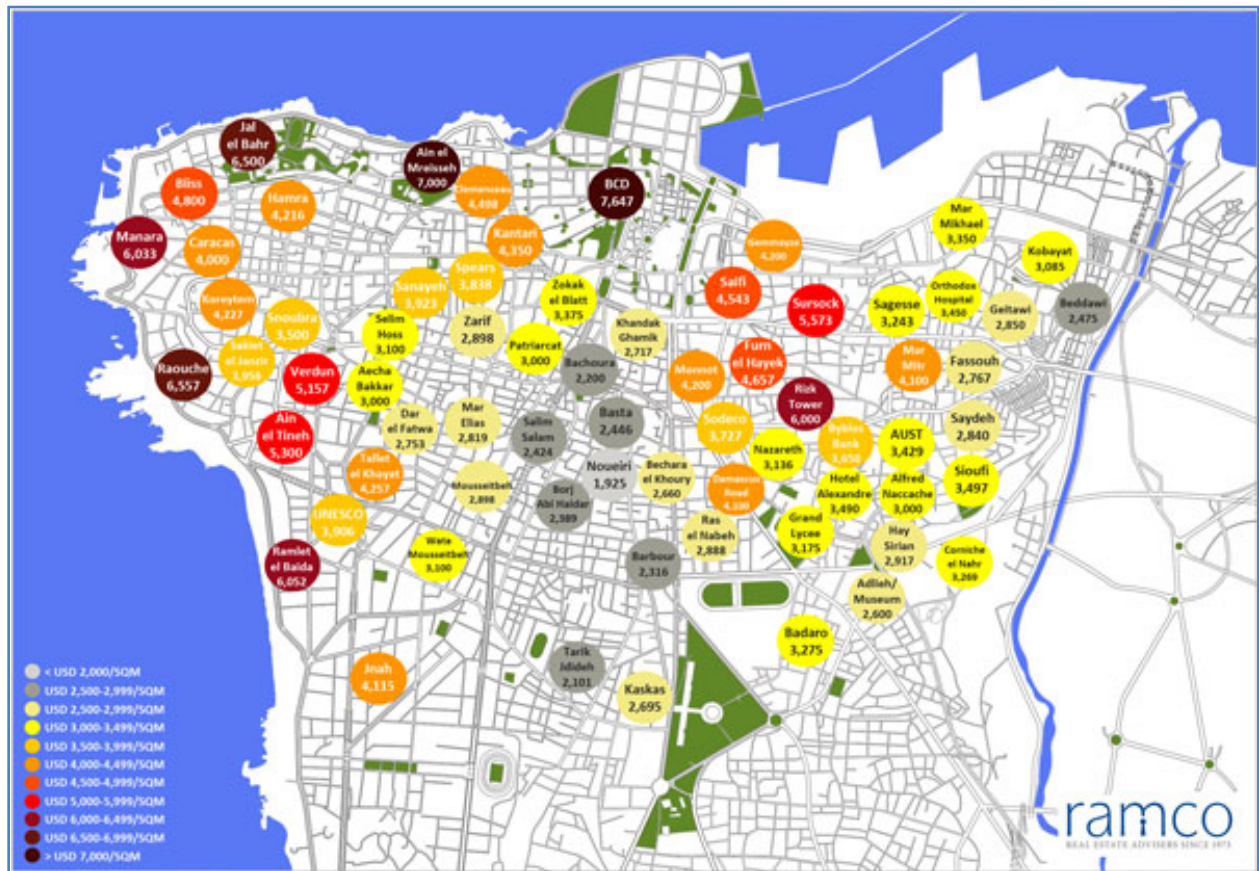 Jal
el Bahr
6,500
Ain el
Mreisseh
7,000
BCD
7,647
Bliss
4,800
Hamra
4,216
Clemenceau
4,498
Manara
6,033
Caracas
4,000
Kantari
4,350
Gemmayze
4,200
Mar
Mikhael
3,350
Kobayat
3,085
Koreytem
4,227
Snoubra
3,500
Sanayeh
3,923
Spears
3,838
Zokak
el Blatt
3,375
Saifi
4,543
Sursock
5,573
Sagesse
3,243
Orthodox
Hospital
3,450
Geitawi
2,850
Beddawi
2,475
Selim
Hoss
3,100
Zarif
2,898
Patriarcat
3,000
Khandak
Ghamik
2,717
Sakiet
el Janzir
3,956
Raouche
6,557
Verdun
5,157
Aecha
Bakkar
3,000
Bachoura
2,200
Monnot
4,200
Furn
el Hayek
4,657
Mar
Mitr
4,100
Fassouh
2,767
Rizk
Tower
6,000
Ain
el Tineh
5,300
Dar
el Fatwa
2,753
Mar
Elias
2,819
Salim
Salam
2,424
Basta
2,446
Sodeco
3,727
Nazareth
3,136
Byblos
Bank
3,650
AUST
3,429
Saydeh
2,840
Tallet
el Khayat
4,257
Mousseitbeh
2,898
Noueiri
1,925
Bechara
el Khoury
2,660
Damascus
Road
Hotel
Alexandre
3,490
Alfred
Naccache
3,000
Sioufi
3,497
Borj
Abi Haidar
2,389
UNESCO
3,906
Ras
el Nabeh
2,888
Grand
Lycee
3,175
Hay
Sirian
2,917
Corniche
el Nahr
3,269
Ramlet
el Baida
6,052
Wata
Mousseitbeh
3,100
Barbour
2,316
Adlieh/
Museum
2,600
Badaro
3,275
Jnah
4,115
Tarik
Jdideh
2,101
Kaskas
2,695
< USD 2,000/SQM
USD 2,500-2,999/SQM
USD 2,500-2,999/SQM
USD 3,000-3,499/SQM
USD 3,500-3,999/SQM
USD 4,000-4,499/SQM
USD 4,500-4,999/SQM
USD 5,000-5,999/SQM
USD 6,000-6,499/SQM
USD 6,500-6,999/SQM
> USD 7,000/SQM
ramco
REAL ESTATE ADVISERS SINCE 1973